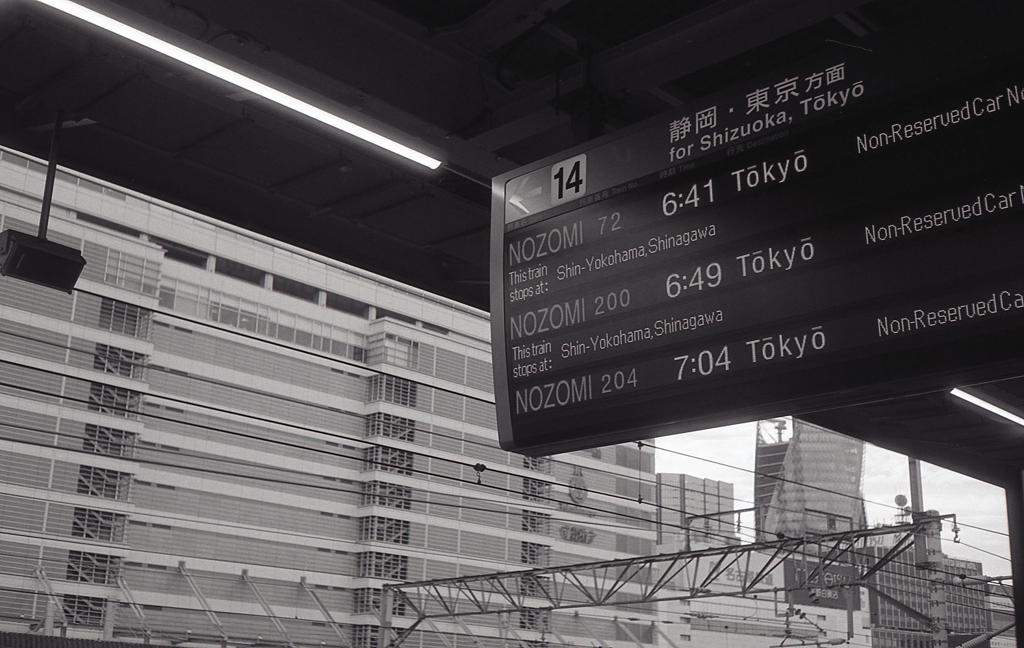 静岡・東京方面
for Shizuoka, Tōkyō
14
NOZOMI 72 6:41 Tōkyō Non-Reserved Car No
This train stops at: Shin-Yokohama,Shinagawa
NOZOMI 200 6:49 Tōkyō Non-Reserved Car N
This train stops at: Shin-Yokohama,Shinagawa
NOZOMI 204 7:04 Tōkyō Non-Reserved Ca